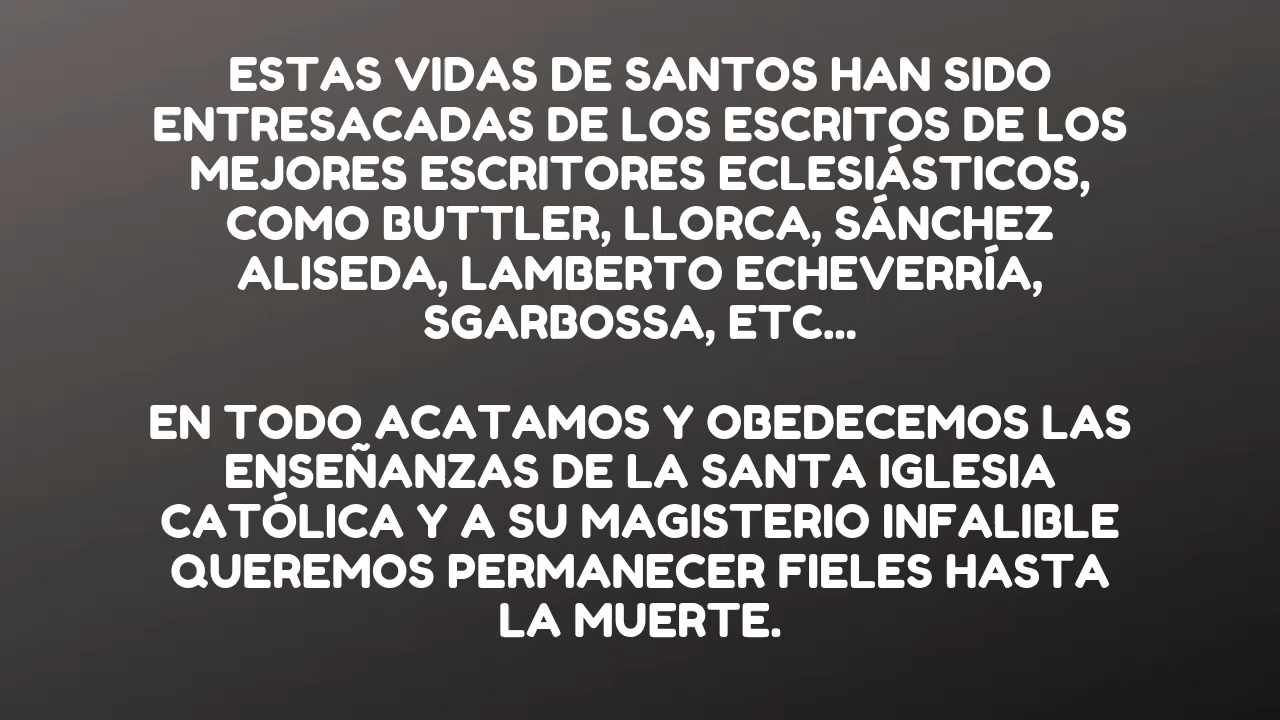 ESTAS VIDAS DE SANTOS HAN SIDO
ENTRESACADAS DE LOS ESCRITOS DE LOS
MEJORES ESCRITORES ECLESIÁSTICOS,
COMO BUTTLER, LLORCA, SÁNCHEZ
ALISEDA, LAMBERTO ECHEVERRÍA,
SGARBOSSA, ETC...
EN TODO ACATAMOS Y OBEDECEMOS LAS
ENSEÑANZAS DE LA SANTA IGLESIA
CATÓLICA Y A SU MAGISTERIO INFALIBLE
QUEREMOS PERMANECER FIELES HASTA
LA MUERTE.